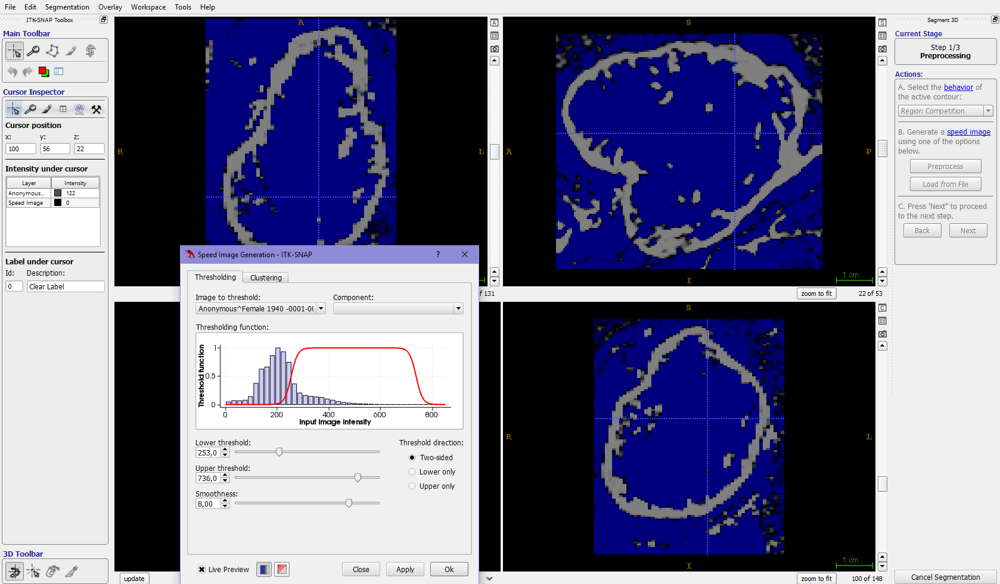 File Edit Segmentation Overlay Workspace Tools Help
ITK-SNAP Toolbox
Main Toolbar
Cursor Inspector
Cursor position
x: y: z:
100 56 22
Intensity under cursor
Layer Intensity
Anonymous... 122
Speed Image 0
Label under cursor
Id: Description:
0 Clear Label
3D Toolbar
A
R
L
A
f 131
update
S
A
P
I
1 cm
S
zoom to fit
22 of 53
S
R
L
I
1 cm
C
zoom to fit
100 of 148
Speed Image Generation - ITK-SNAP ?
Thresholding Clustering
Image to threshold: Component:
Anonymous^Female 1940 -0001-0(
Thresholding function:
Threshold function
1
0.5
0
0 200 400 600 800
Input image intensity
Lower threshold:
253,0
Upper threshold:
736,0
Smoothness:
8,00
Threshold direction:
Two-sided
Lower only
Upper only
Live Preview
Close Apply Ok
Segment 3D
Current Stage
Step 1/3
Preprocessing
Actions:
A. Select the behavior of
the active contour:
Region Competition
B. Generate a speed image
using one of the options
below.
Preprocess
Load from File
C. Press 'Next" to proceed
to the next step.
Back Next
Cancel Segmentation